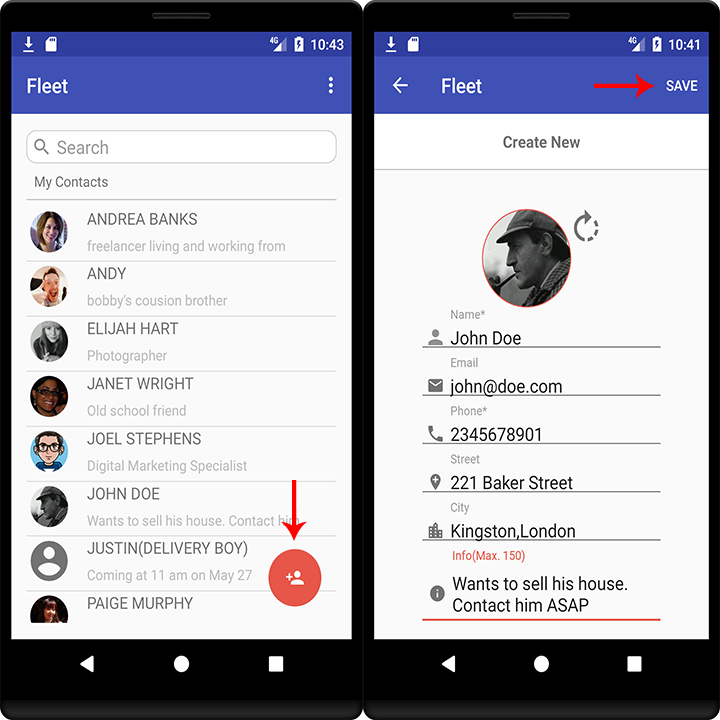 4G 10:43
Fleet
Search
My Contacts
ANDREA BANKS
freelancer living and working from
ANDY
bobby's cousion brother
ELIJAH HART
Photographer
JANET WRIGHT
Old school friend
JOEL STEPHENS
Digital Marketing Specialist
JOHN DOE
Wants to sell his house. Contact him
JUSTIN(DELIVERY BOY)
Coming at 11 am on May 27
PAIGE MURPHY
4G 10:41
Fleet SAVE
Create New
Name*
John Doe
Email
john@doe.com
Phone*
2345678901
Street
221 Baker Street
City
Kingston,London
Info(Max. 150)
Wants to sell his house.
Contact him ASAP